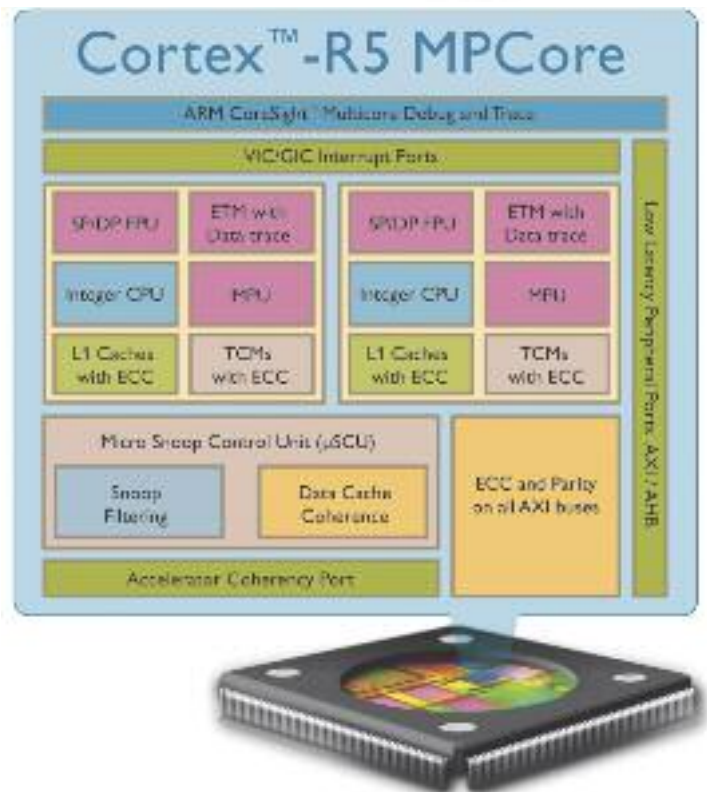 Cortex™-R5 MPCore
ARM CoreSight™ Multicore Debug and Trace
VIC/GIC Interrupt Ports
SP/DP FPU
ETM with
Data trace
Integer CPU
MPU
L1 Caches
with ECC
TCMs
with ECC
SP/DP FPU
ETM with
Data trace
Integer CPU
MPU
L1 Caches
with ECC
TCMs
with ECC
Low Latency Peripheral Ports, AXI / AHB
Micro Snoop Control Unit (µSCU)
Snoop
Filtering
Data Cache
Coherence
ECC and Parity
on all AXI buses
Accelerator Coherency Port